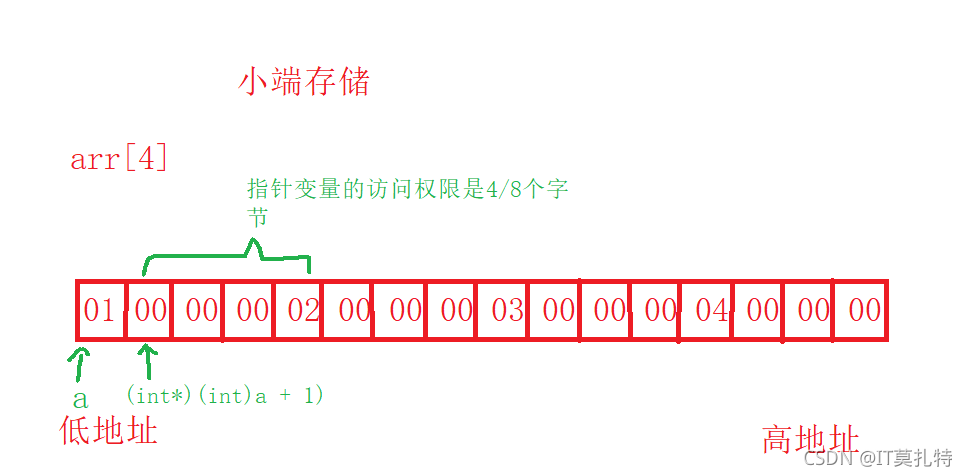 小端存储
arr[4]
指针变量的访问权限是4/8个字
节
01 00 00 00 02 00 00 00 03 00 00 00 04 00 00 00
a
(int*)(int)a + 1)
低地址
高地址
CSDN @IT莫扎特